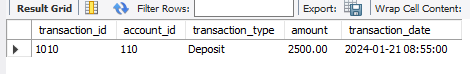 Result Grid Filter Rows: Export: Wrap Cell Content:
transaction_id account_id transaction_type amount transaction_date
1010 110 Deposit 2500.00 2024-01-21 08:55:00